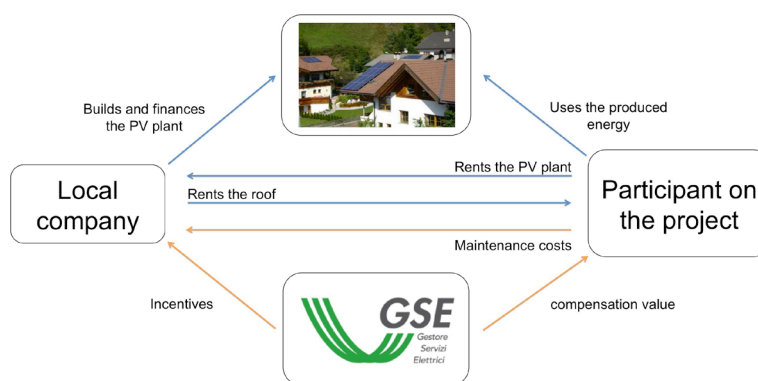 Builds and finances
the PV plant
Uses the produced
energy
Local
company
Rents the PV plant
Rents the roof
Maintenance costs
Participant on
the project
Incentives
GSE
Gestore
Servizi
Elettrici
compensation value